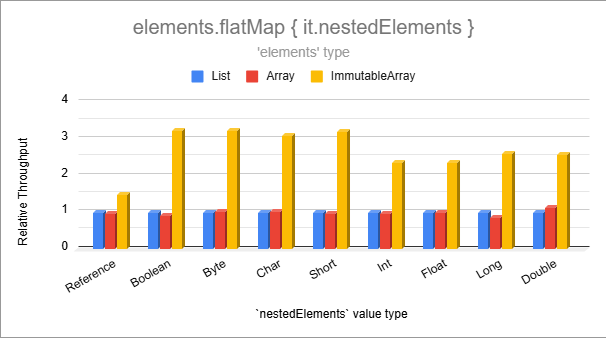 elements.flatMap { it.nestedElements }
'elements' type
List Array ImmutableArray
Relative Throughput
4
3
2
1
0
Reference Boolean Byte Char Short Int Float Long Double
`nestedElements` value type